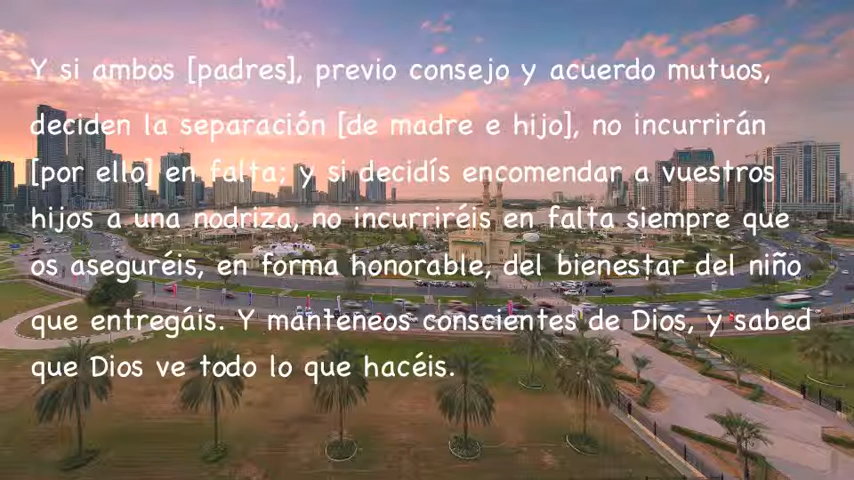 Y si ambos [padres], previo consejo y acuerdo mutuos,
deciden la separación [de madre e hijo], no incurrirán
[por ello] en falta; y si decidís encomendar a vuestros
hijos a una nodriza, no incurriréis en falta siempre que
os aseguréis, en forma honorable, del bienestar del niño
que entregáis. Y manteneos conscientes de Dios, y sabed
que Dios ve todo lo que hacéis.